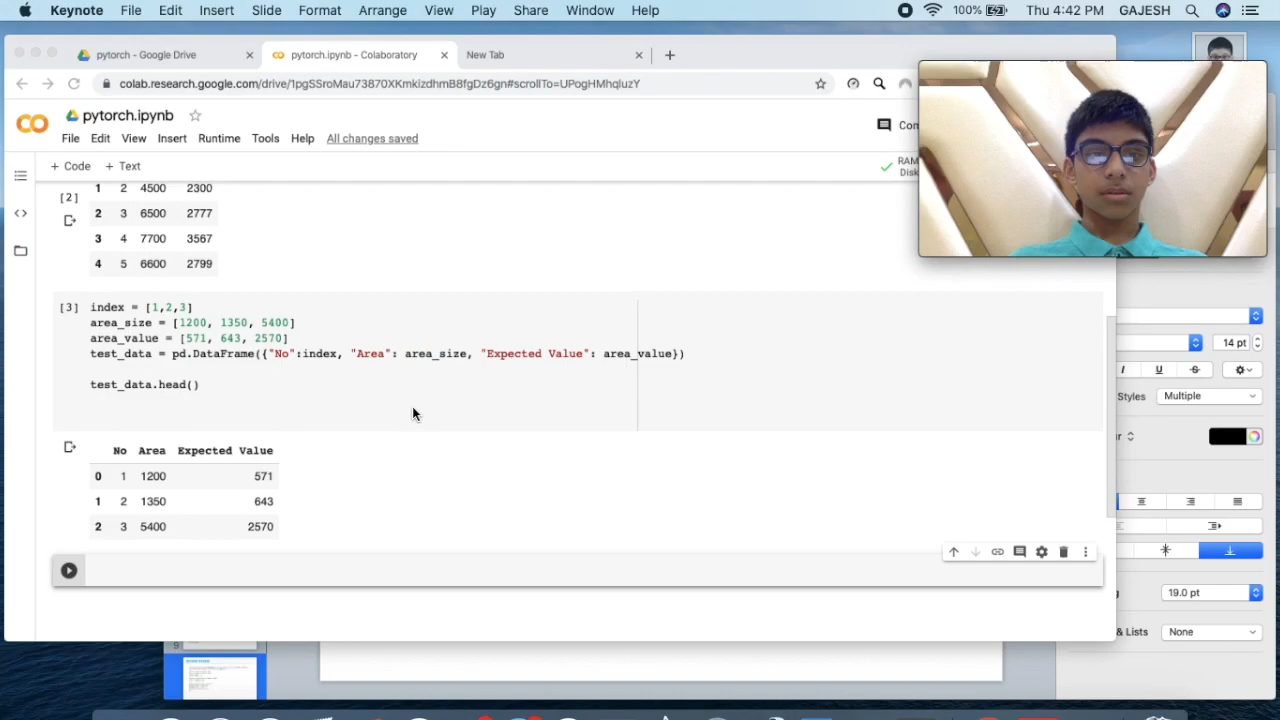 Keynote File Edit Insert Slide Format Arrange View Play Share Window Help 100% Thu 4:42 PM GAJESH
pytorch - Google Drive pytorch.ipynb - Colaboratory New Tab
colab.research.google.com/drive/1pgSSroMau73870XKmkizdhmB8fgDz6gn#scrollTo=UPogHMhqluzY
pytorch.ipynb
Com
File Edit View Insert Runtime Tools Help All changes saved
+ Code + Text
RAM
Disk
[2]
1 2 4500 2300
2 3 6500 2777
3 4 7700 3567
4 5 6600 2799
[3] index = [1,2,3]
area_size = [1200, 1350, 5400]
area_value = [571, 643, 2570]
test_data = pd.DataFrame({"No":index, "Area": area_size, "Expected Value": area_value})
test_data.head()
No Area Expected Value
0 1 1200 571
1 2 1350 643
2 3 5400 2570
14 pt
I U S
Styles Multiple
19.0 pt
& Lists None
9